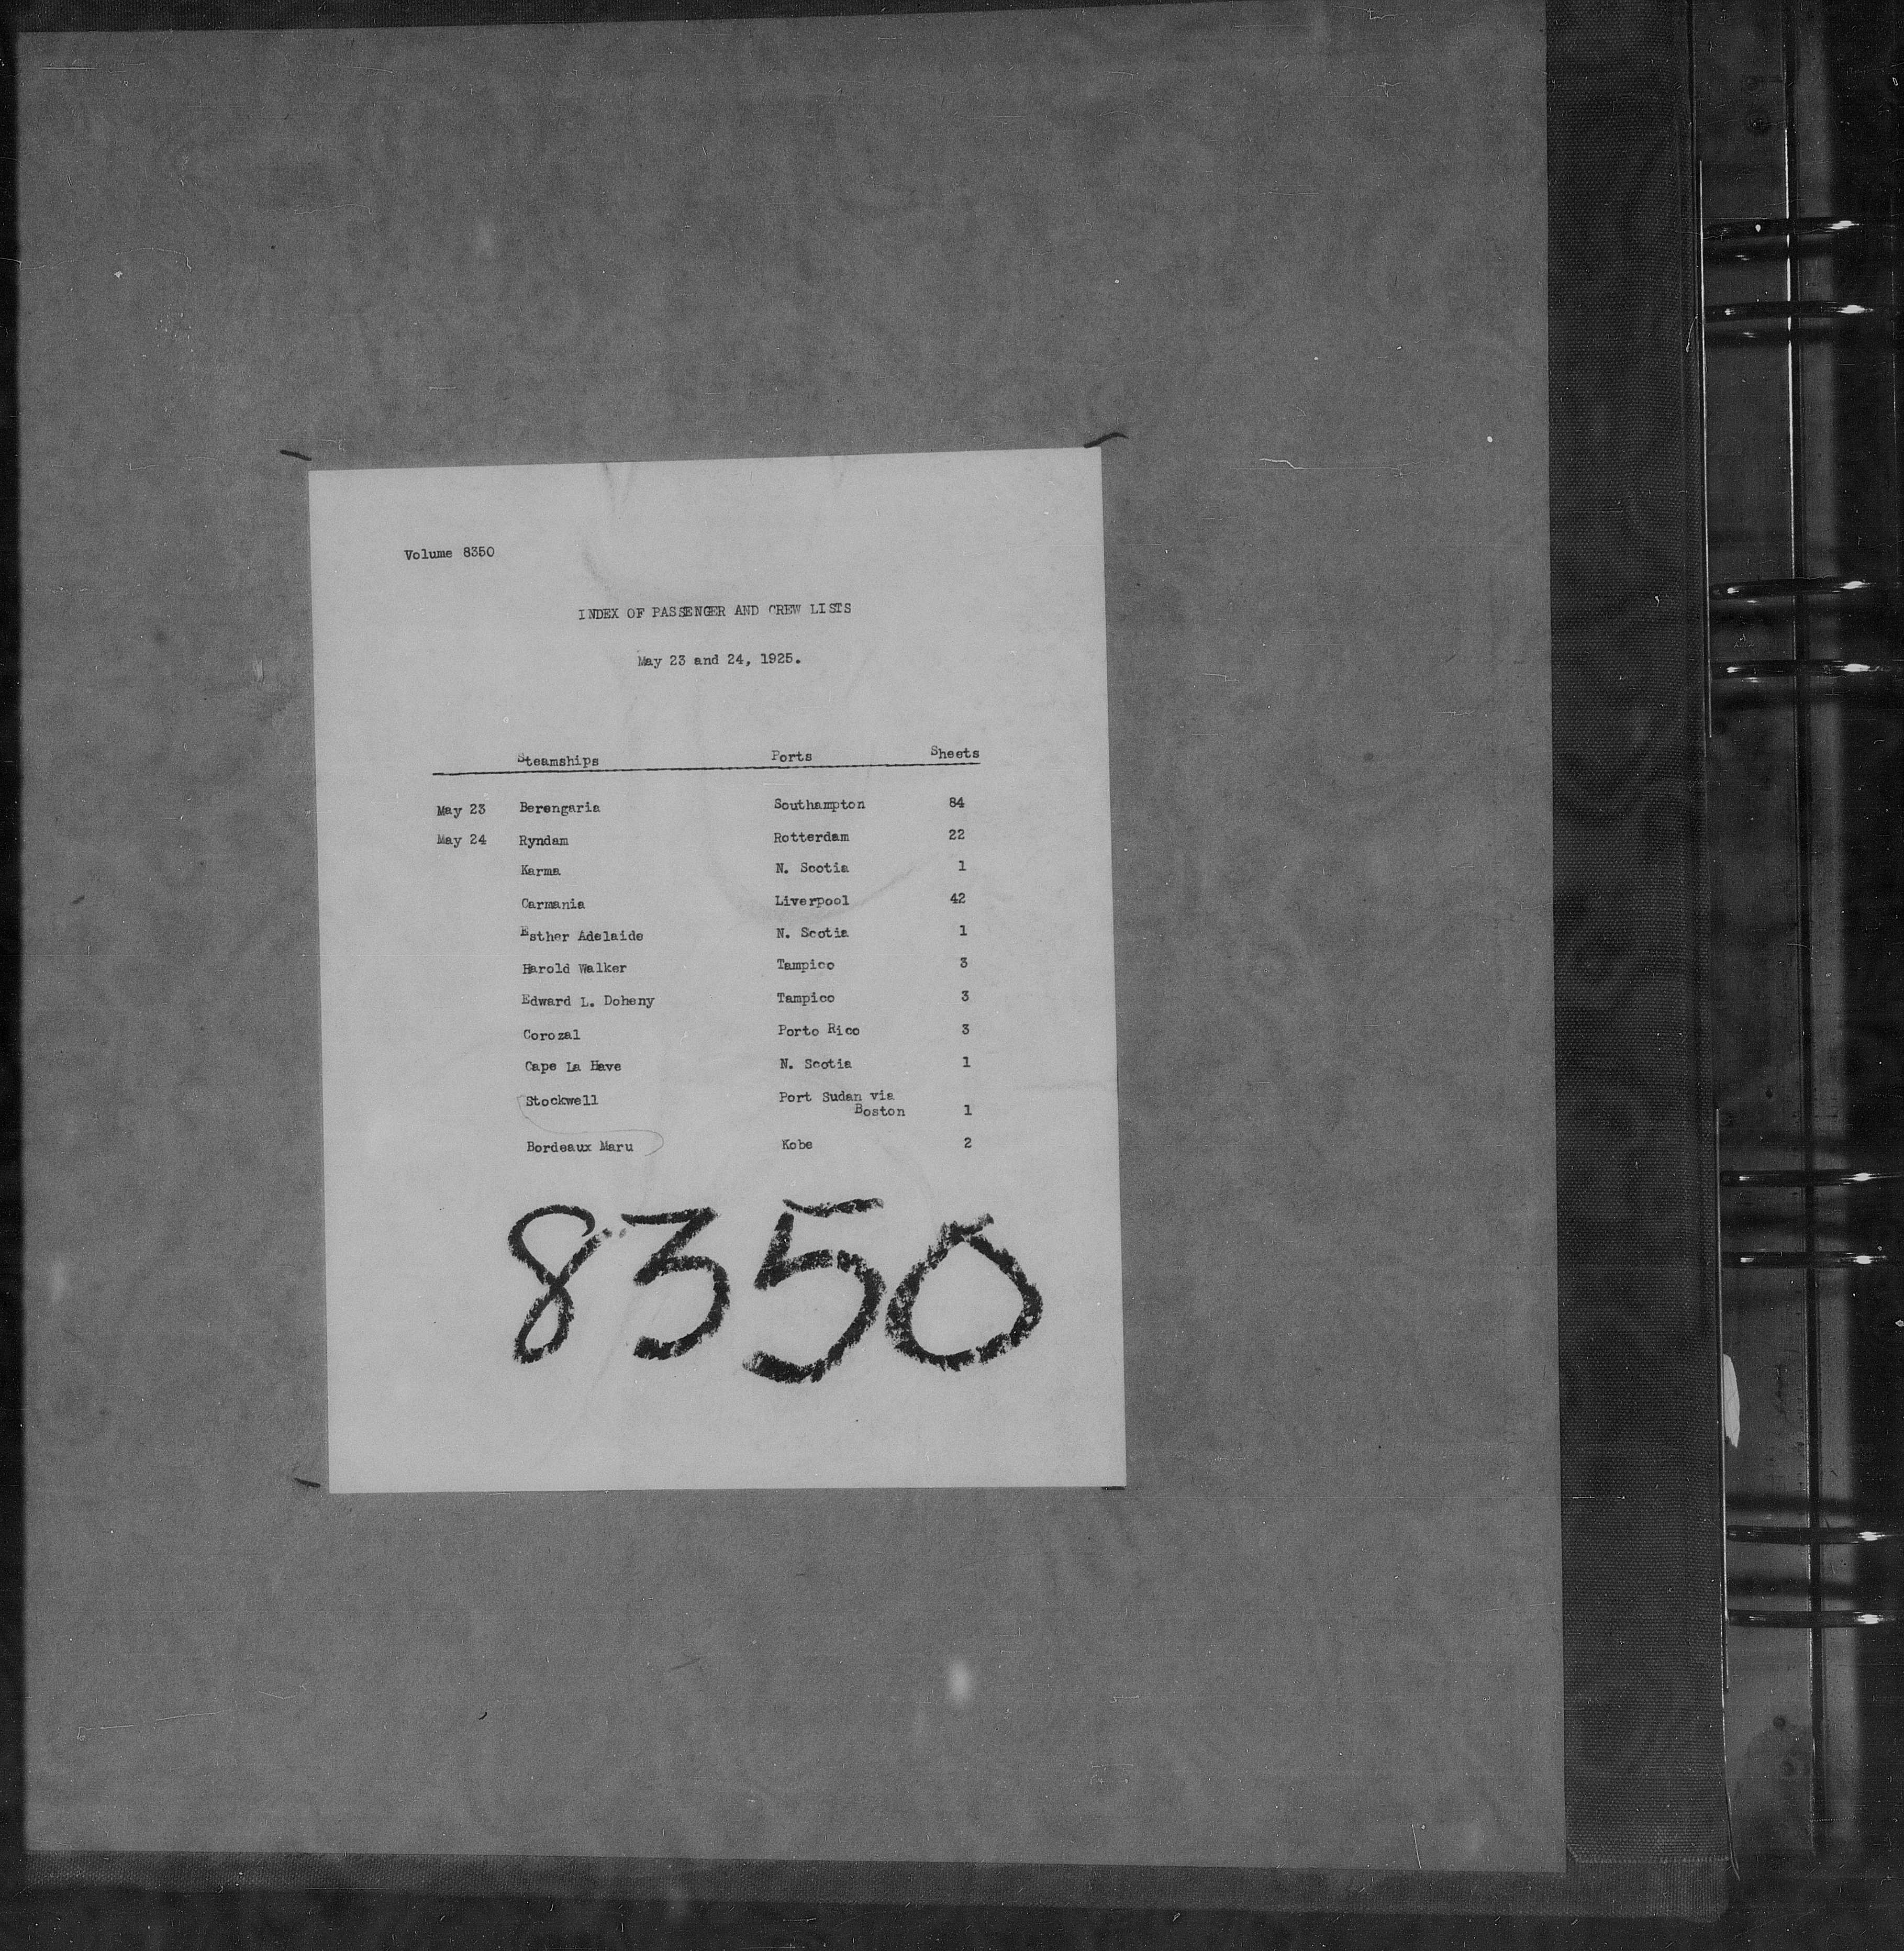 Volume 8350
INDEX OF PASSENGER AND CREW LISTS
May 23 and 24, 1925.
Steamships Ports Sheets
May 23 Berengaria Southampton 84
May 24 Ryndam Rotterdam 22
Karma N. Scotia 1
Carmania Liverpool 42
Esther Adelaide N. Scotia 1
Harold Walker Tampico 3
Edward L. Doheny Tampico 3
Corozal Porto Rico 3
Cape La Have N. Scotia 1
Stockwell Port Sudan via
Boston 1
Bordeaux Maru Kobe 2
8350